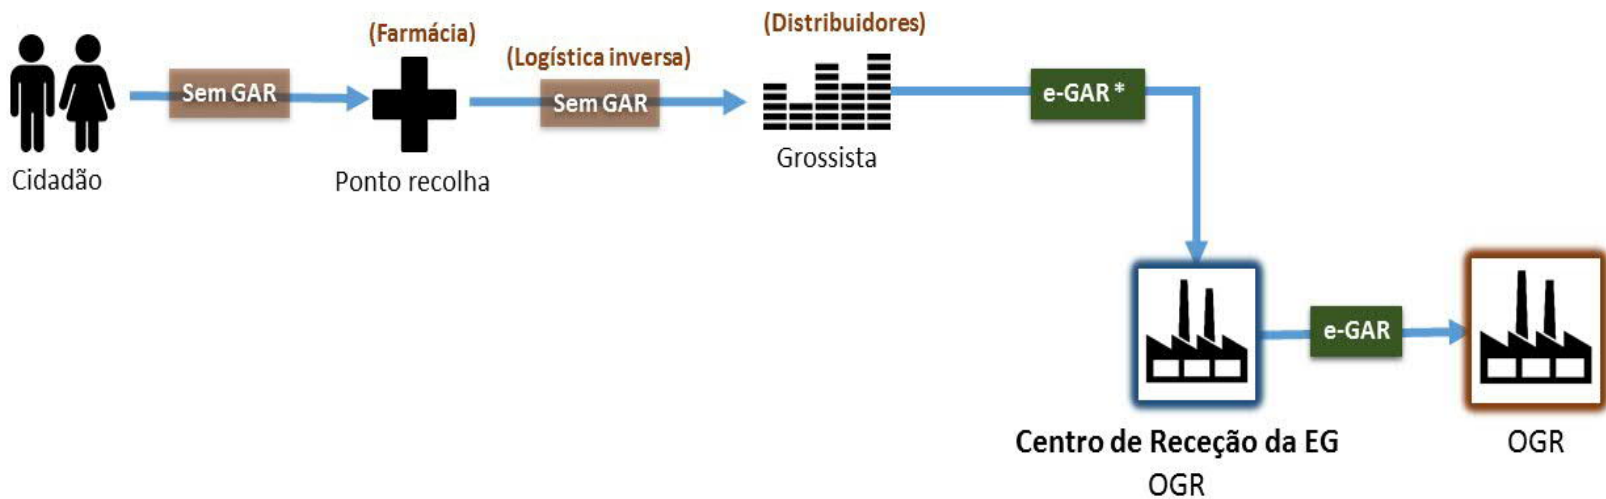 (Farmácia)
(Logística inversa)
(Distribuidores)
Sem GAR
Sem GAR
e-GAR *
Cidadão
Ponto recolha
Grossista
e-GAR
Centro de Receção da EG
OGR
OGR